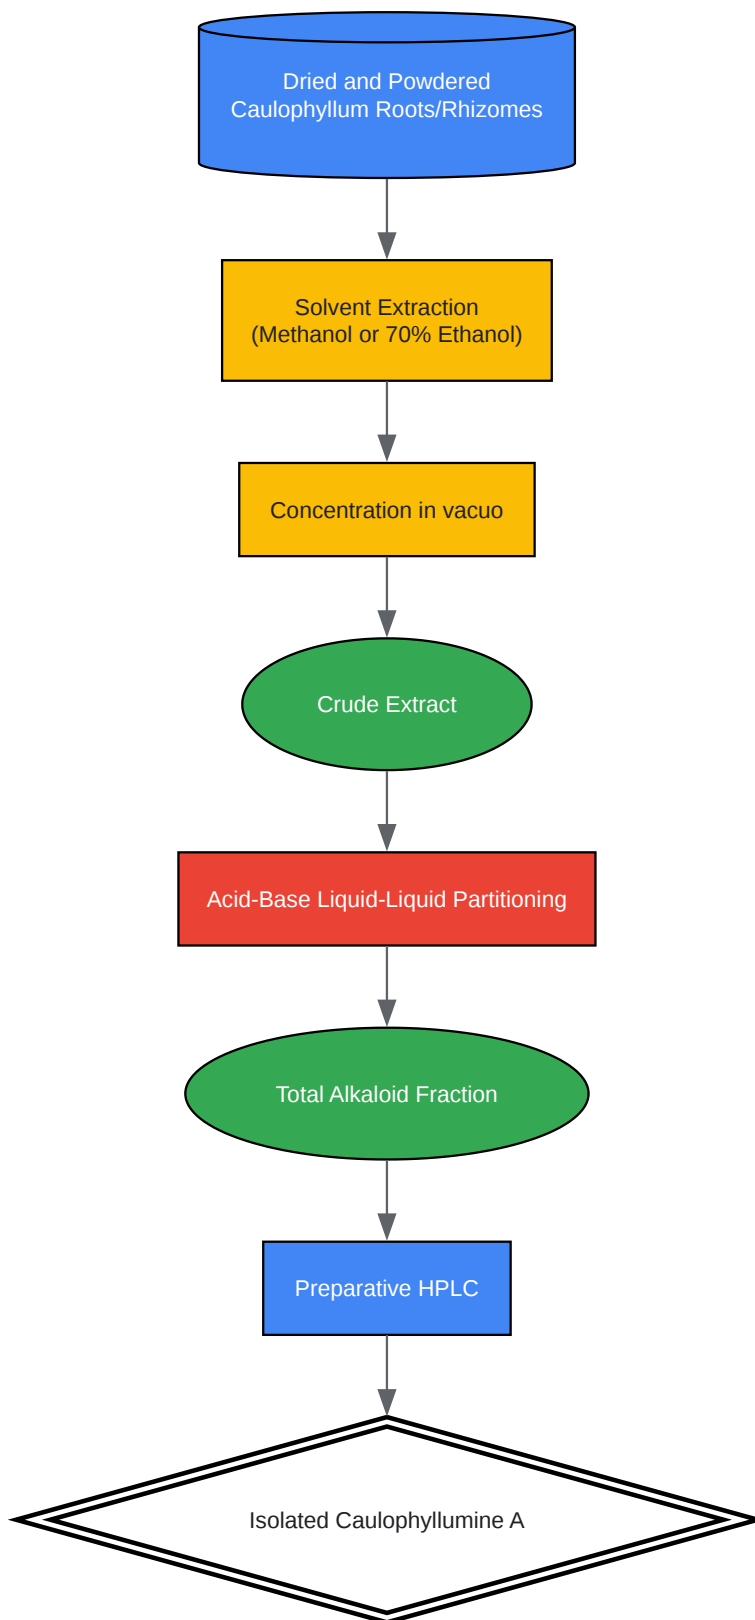 Dried and Powdered
Caulophyllum Roots/Rhizomes
Solvent Extraction
(Methanol or 70% Ethanol)
Concentration in vacuo
Crude Extract
Acid-Base Liquid-Liquid Partitioning
Total Alkaloid Fraction
Preparative HPLC
Isolated Caulophyllumine A